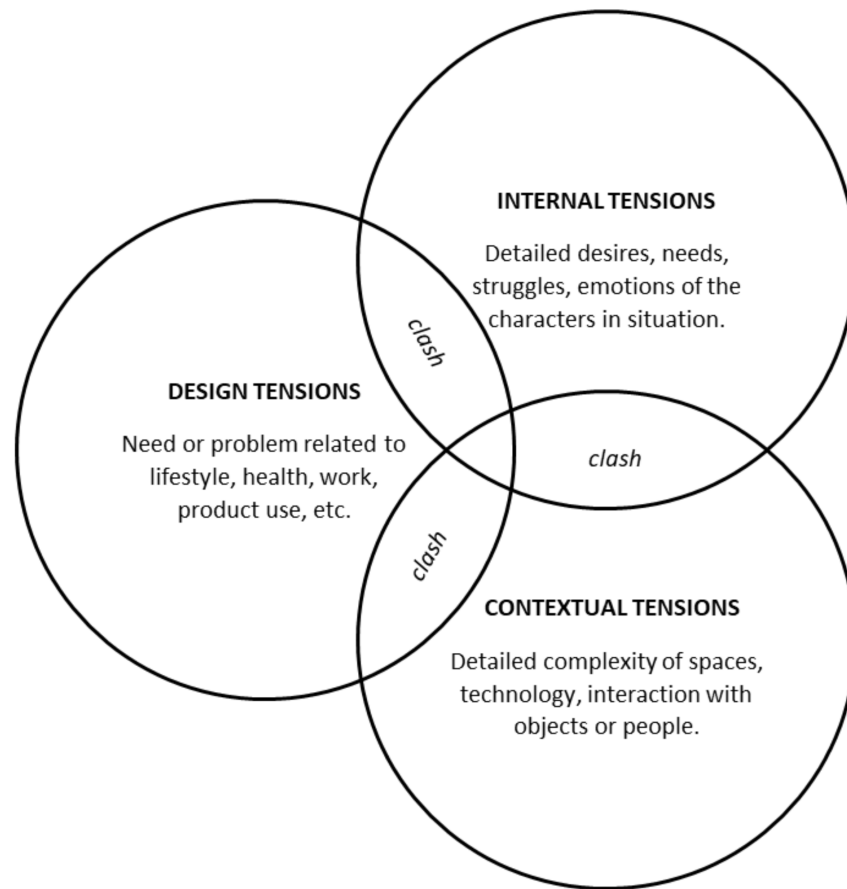 INTERNAL TENSIONS
Detailed desires, needs,
struggles, emotions of the
characters in situation.
clash
DESIGN TENSIONS
Need or problem related to
lifestyle, health, work,
product use, etc.
clash
clash
CONTEXTUAL TENSIONS
Detailed complexity of spaces,
technology, interaction with
objects or people.